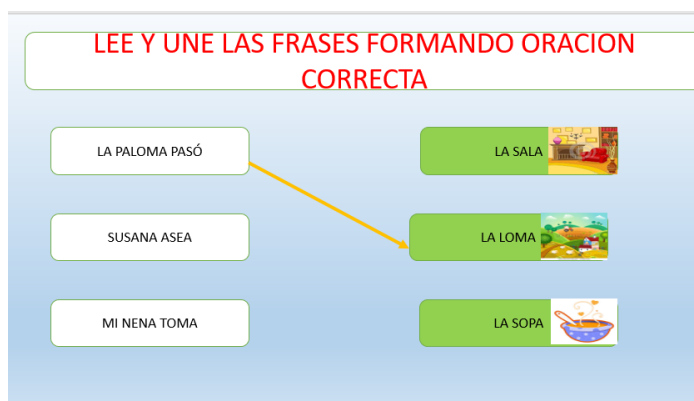 LEE Y UNE LAS FRASES FORMANDO ORACION
CORRECTA
LA PALOMA PASÓ
LA SALA
SUSANA ASEA
LA LOMA
MI NENA TOMA
LA SOPA